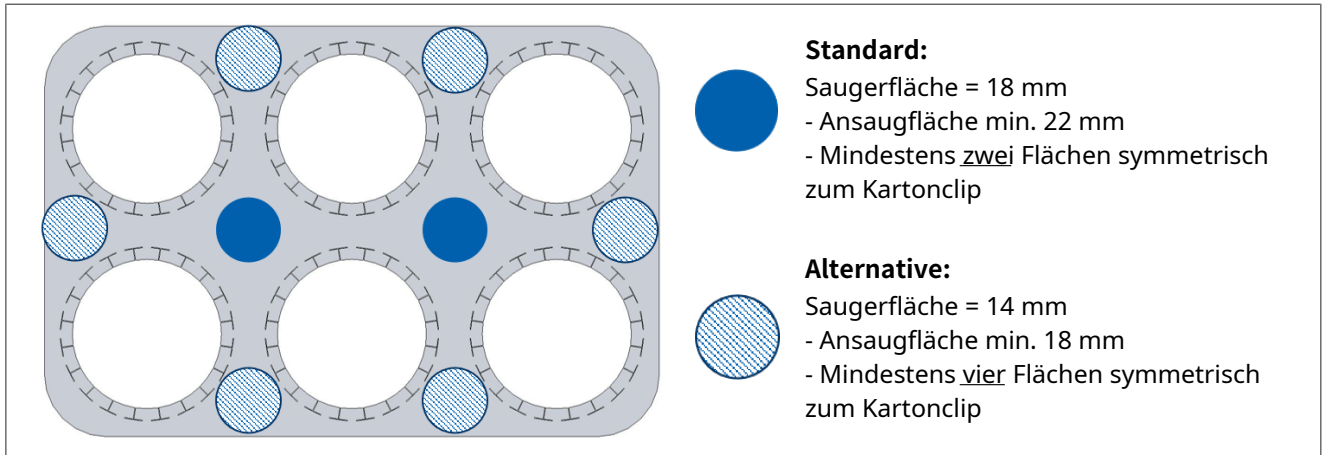 Standard:
Saugerfläche = 18 mm
- Ansaugfläche min. 22 mm
- Mindestens zwei Flächen symmetrisch
zum Kartonclip
Alternative:
Saugerfläche = 14 mm
- Ansaugfläche min. 18 mm
- Mindestens vier Flächen symmetrisch
zum Kartonclip